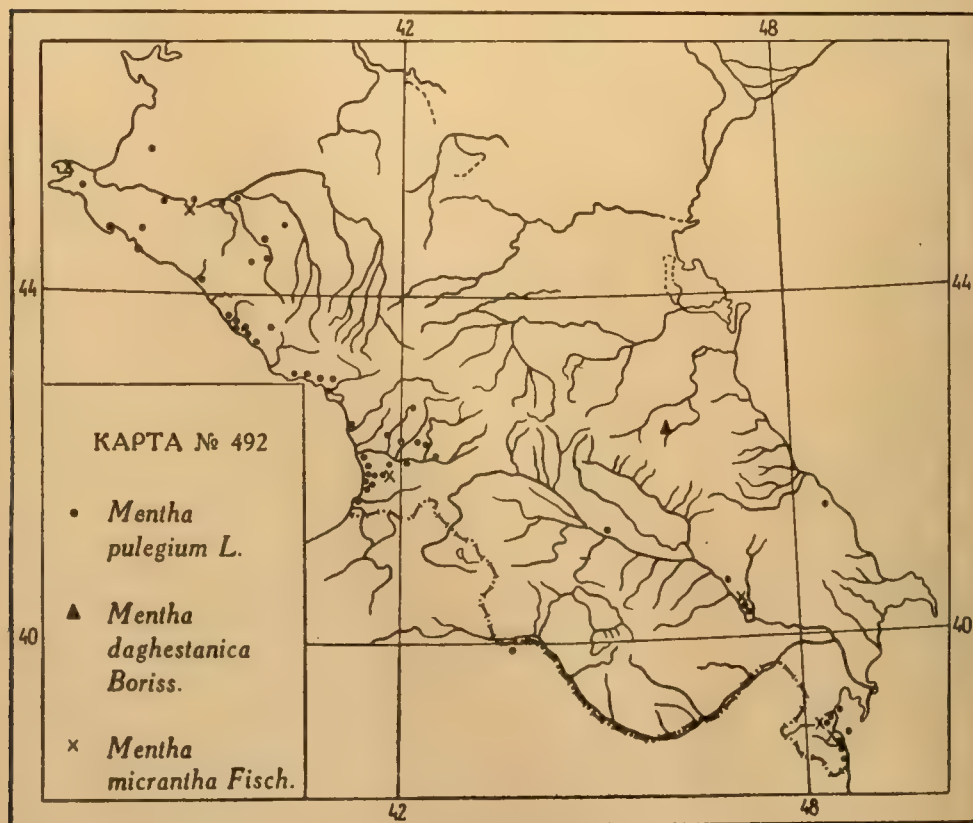 42 48
44 44
КАРТА № 492
• Mentha
pulegium L.
▲ Mentha
daghestanica
Boriss.
× Mentha
micrantha Fisch.
40 40
42 48